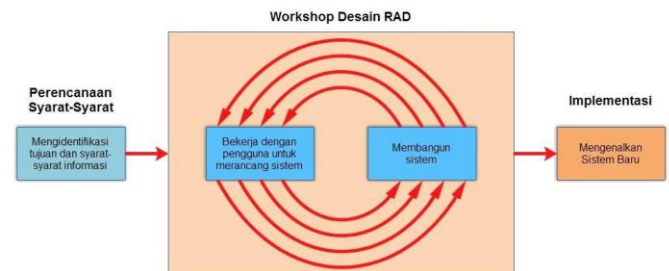 Workshop Desain RAD
Perencanaan
Syarat-Syarat
Mengidentifikasi
tujuan dan syarat-
syarat informasi
Bekerja dengan
pengguna untuk
merancang sistem
Membangun
sistem
Implementasi
Mengenalkan
Sistem Baru